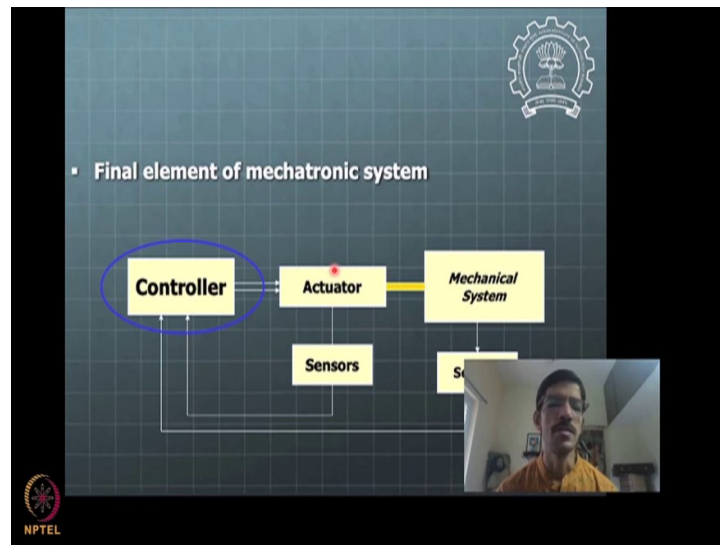 ▪ Final element of mechatronic system
Controller
Actuator
Mechanical
System
Sensors
NPTEL